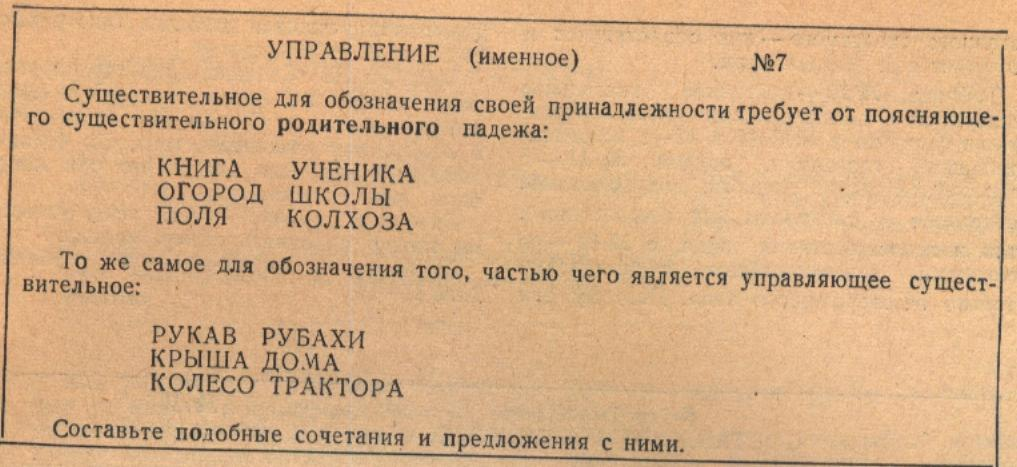 УПРАВЛЕНИЕ (именное) №7
Существительное для обозначения своей принадлежности требует от поясняюще-
го существительного родительного падежа:
КНИГА УЧЕНИКА
ОГОРОД ШКОЛЫ
ПОЛЯ КОЛХОЗА
То же самое для обозначения того, частью чего является управляющее сущест-
вительное:
РУКАВ РУБАХИ
КРЫША ДОМА
КОЛЕСО ТРАКТОРА
Составьте подобные сочетания и предложения с ними.